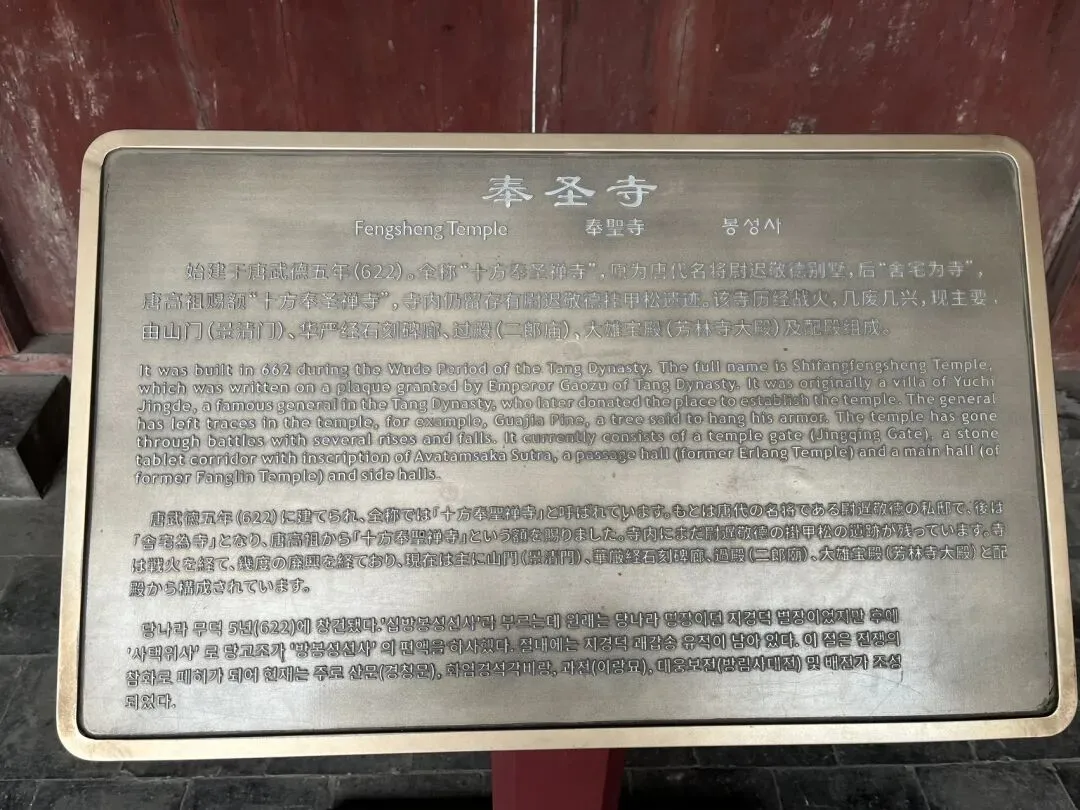 奉圣寺
Fengsheng Temple 奉聖寺 봉성사
始建于唐武德五年（622）。全称“十方奉圣禅寺”，原为唐代名将尉迟敬德别墅，后“舍宅为寺”，
唐高祖赐额“十方奉圣禅寺”，寺内仍留存有尉迟敬德挂甲松遗迹。该寺历经战火，几废几兴，现主要
由山门（景清门）、华严经石刻碑廊、过殿（二郎庙）、大雄宝殿（芳林寺大殿）及配殿组成。
It was built in 662 during the Wude Period of the Tang Dynasty. The full name is Shifangfengsheng Temple,
which was written on a plaque granted by Emperor Gaozu of Tang Dynasty. It was originally a villa of Yuchi
Jingde, a famous general in the Tang Dynasty, who later donated the place to establish the temple. The general
has left traces in the temple, for example, Guajia Pine, a tree said to hang his armor. The temple has gone
through battles with several rises and falls. It currently consists of a temple gate (Jingqing Gate), a stone
tablet corridor with inscription of Avatamsaka Sutra, a passage hall (former Erlang Temple) and a main hall (of
former Fanglin Temple) and side halls.
唐武徳五年（622）に建てられ、全称では「十方奉聖禅寺」と呼ばれています。もとは唐代の名将である尉遅敬徳の私邸で、後は
「舎宅為寺」となり、唐高祖から「十方奉聖禅寺」という額を賜りました。寺内にまだ尉遅敬徳の掛甲松の遺跡が残っています。寺
は戦火を経て、幾度の廃興を経ており、現在は主に山門（景清門）、華厳経石刻碑廊、過殿（二郎廟）、大雄宝殿（芳林寺大殿）と配
殿から構成されています。
당나라 무덕 5년(622)에 창건됐다.'십방봉성선사'라 부르는데 원래는 당나라 명장이던 지경덕 별장이었지만 후에
'사택위사' 로 당고조가 '방봉성선사' 의 편액을 하사했다. 절내에는 지경덕 괘갑송 유적이 남아 있다. 이 절은 전쟁의
참화로 폐허가 되어 현재는 주로 산문(경청문), 화엄경석각비랑, 과전(이랑묘), 대웅보전(방림사대전) 및 배전가 조성
되었다.